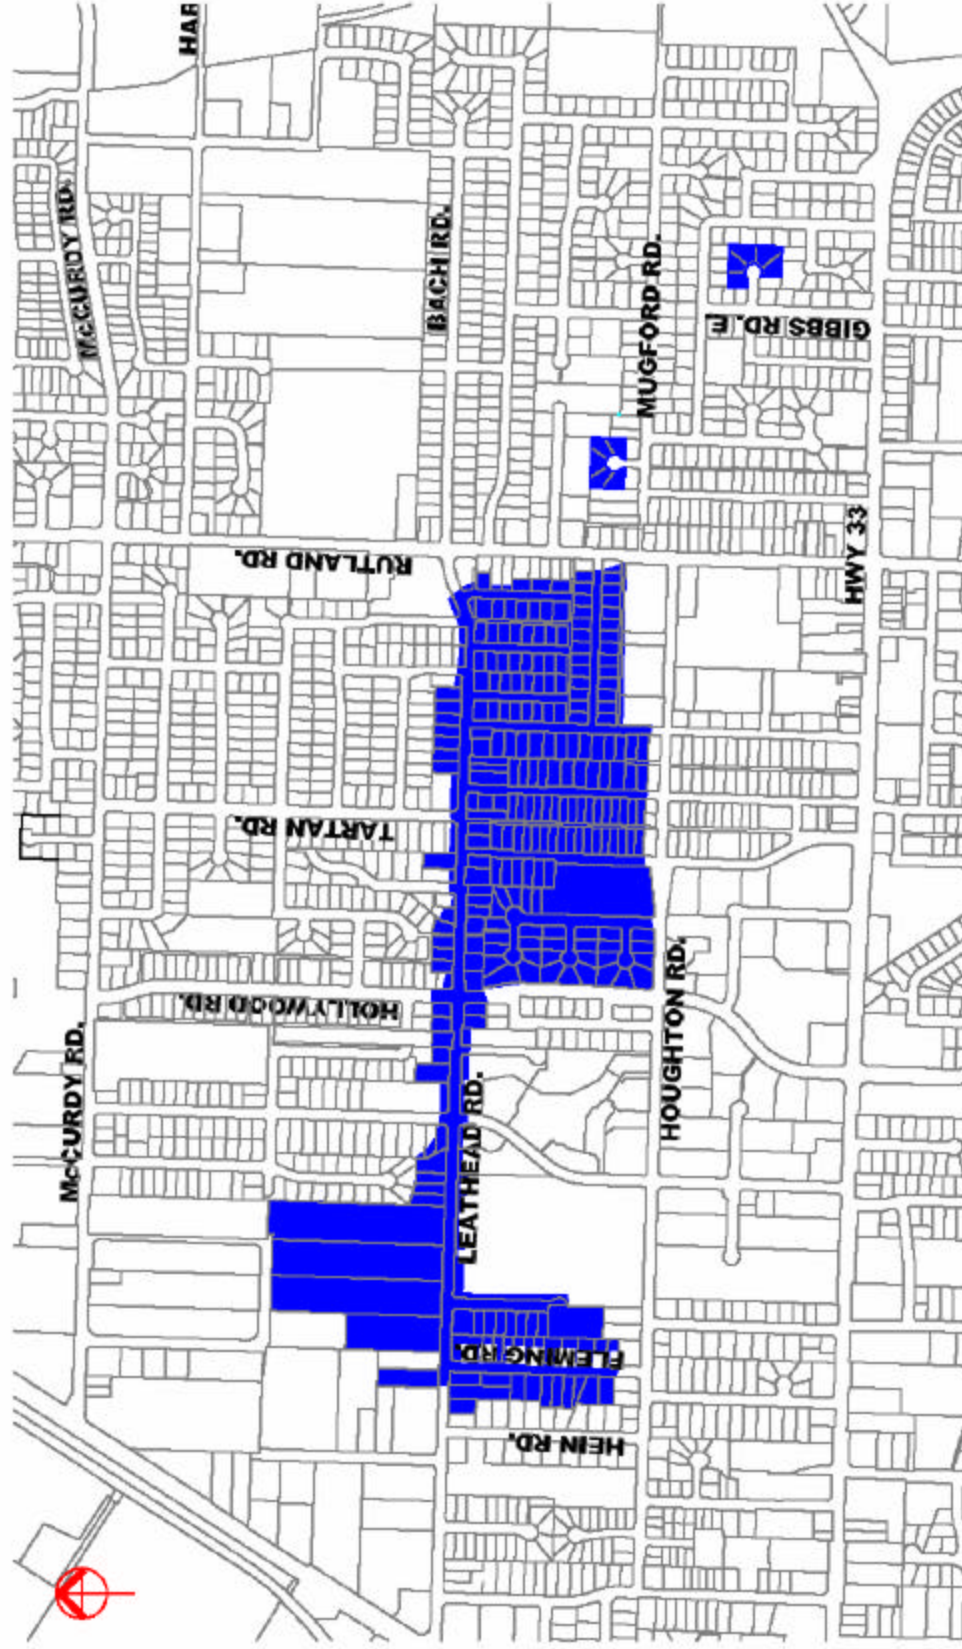 HAR
McCURDY RD.
BACH RD.
MUGFORD RD.
GIBBS RD. E.
RUTLAND RD.
HWY 33
TARTAN RD.
HOLLYWOOD RD.
McCURDY RD.
LEATHEAD RD.
HOUGHTON RD.
FLEMING RD.
HEIN RD.